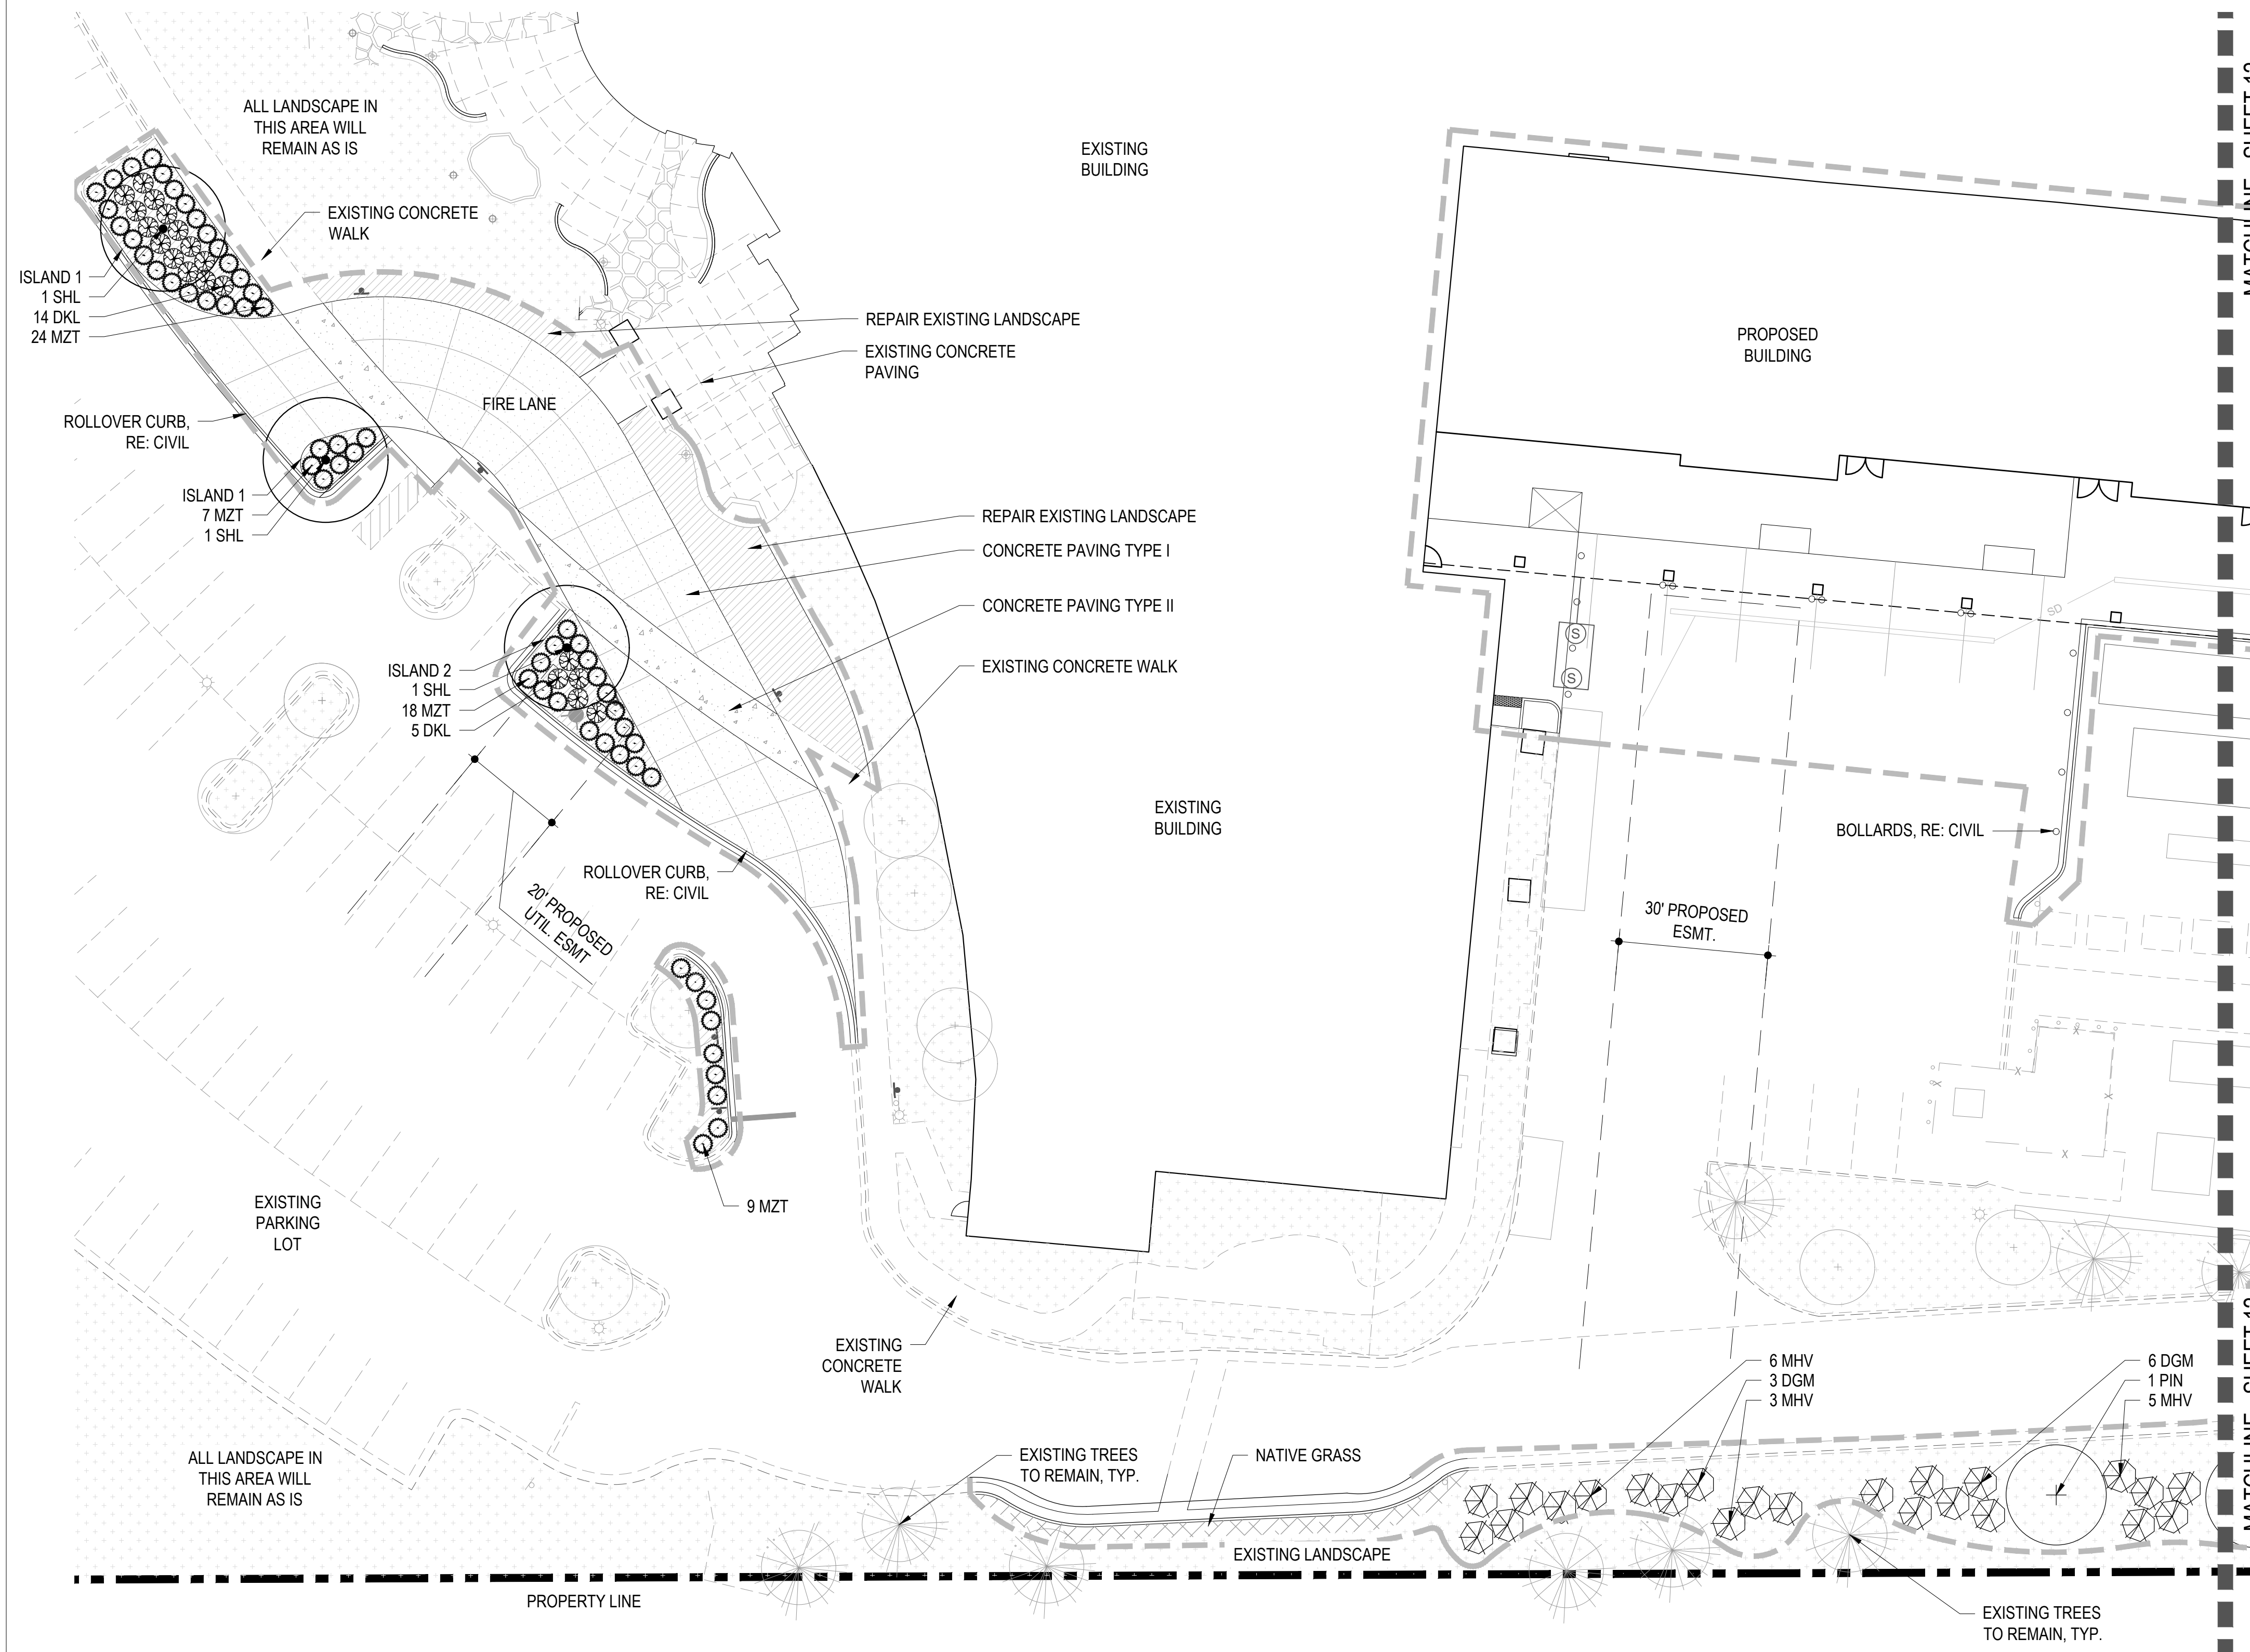 ALL LANDSCAPE IN
THIS AREA WILL
REMAIN AS IS
EXISTING
BUILDING
EXISTING CONCRETE
WALK
ISLAND 1
1 SHL
14 DKL
24 MZT
REPAIR EXISTING LANDSCAPE
EXISTING CONCRETE
PAVING
PROPOSED
BUILDING
FIRE LANE
ROLLOVER CURB,
RE: CIVIL
ISLAND 1
7 MZT
1 SHL
REPAIR EXISTING LANDSCAPE
CONCRETE PAVING TYPE I
CONCRETE PAVING TYPE II
EXISTING CONCRETE WALK
SD
S
S
ISLAND 2
1 SHL
18 MZT
5 DKL
EXISTING
BUILDING
BOLLARDS, RE: CIVIL
ROLLOVER CURB,
RE: CIVIL
20' PROPOSED
UTIL. ESMT
30' PROPOSED
ESMT.
9 MZT
EXISTING
PARKING
LOT
EXISTING
CONCRETE
WALK
6 MHV
3 DGM
3 MHV
6 DGM
1 PIN
5 MHV
ALL LANDSCAPE IN
THIS AREA WILL
REMAIN AS IS
EXISTING TREES
TO REMAIN, TYP.
NATIVE GRASS
EXISTING LANDSCAPE
PROPERTY LINE
EXISTING TREES
TO REMAIN, TYP.